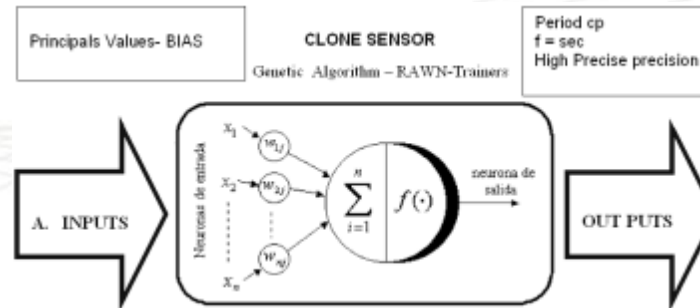 Principals Values- BIAS
CLONE SENSOR
Genetic Algorithm – RAWN-Trainers
Period cp
f = sec
High Precise precision
A. INPUTS
Neuronas de entrada
x1
w1j
x2
w2j
xn
wnj
n
∑
i=1
f(·)
neurona de
salida
OUT PUTS